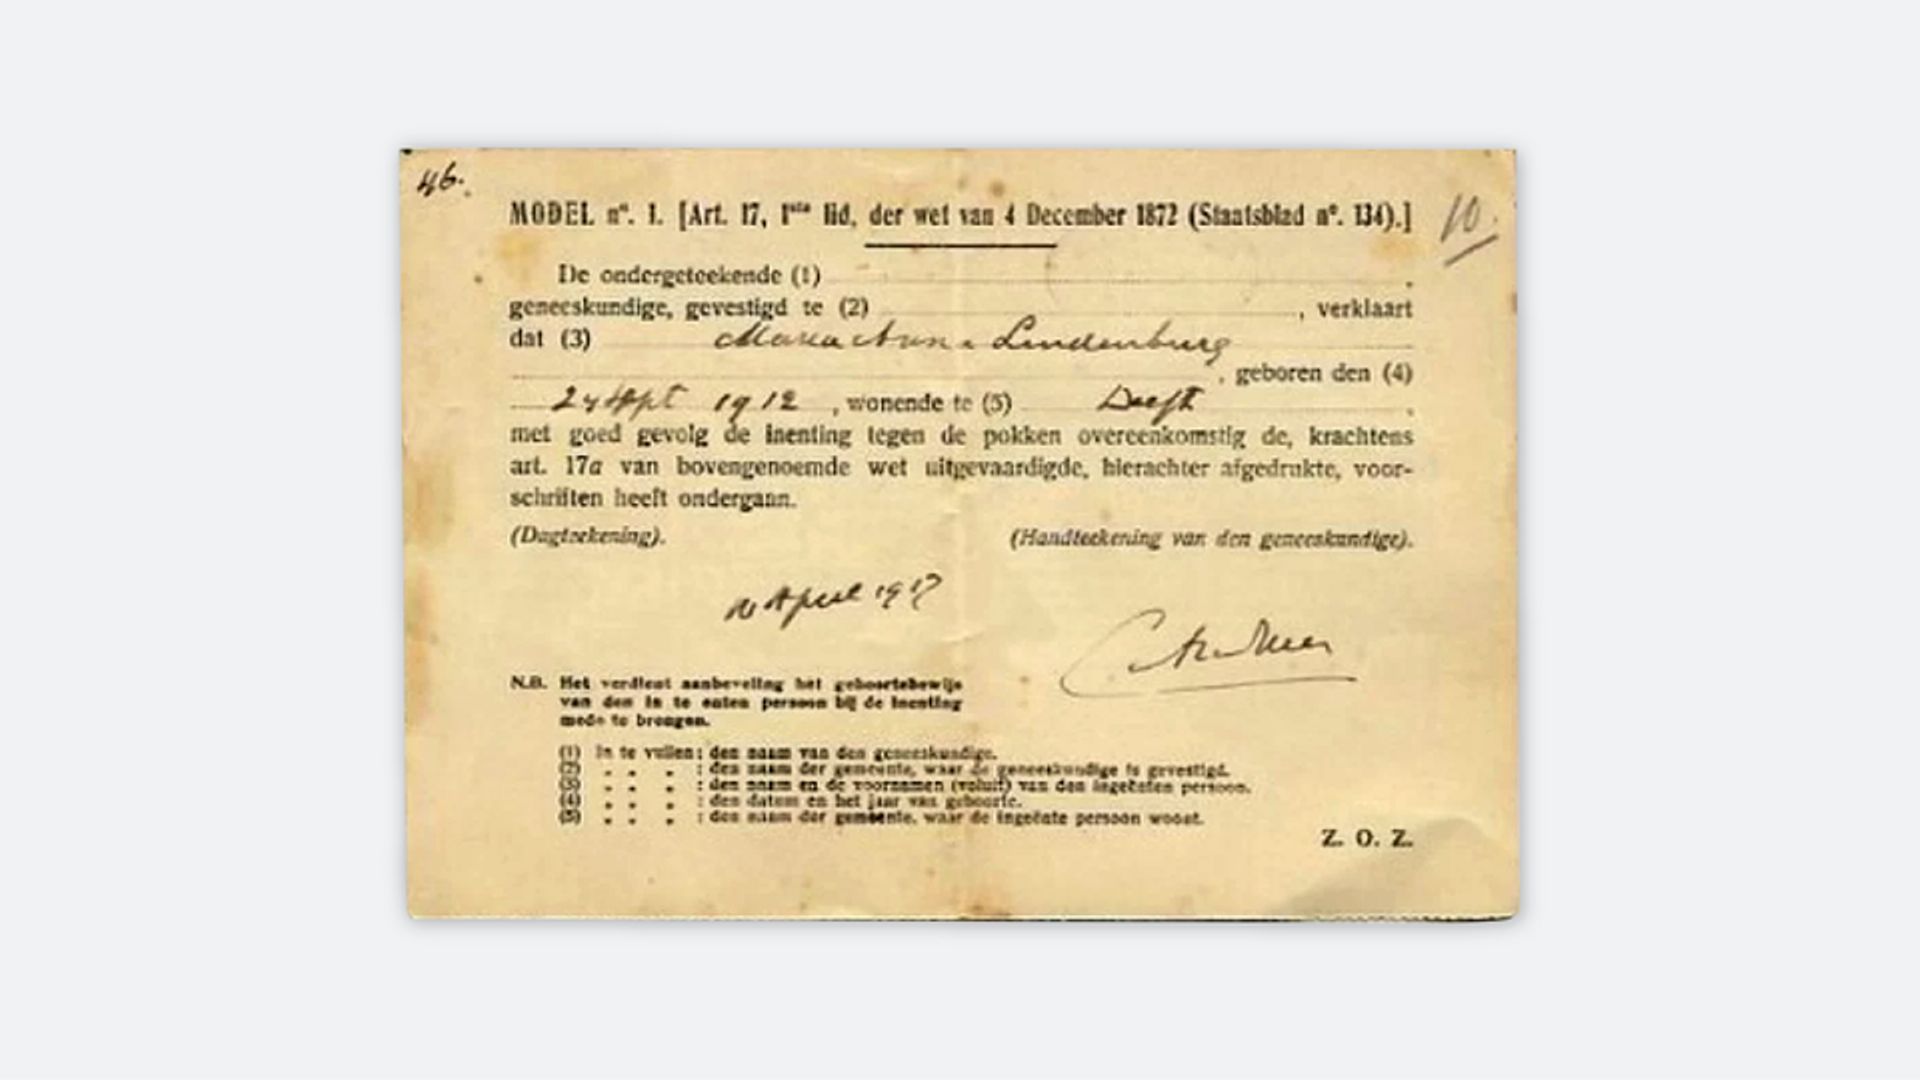 46.
MODEL n°. 1. [Art. 17, 1ste lid, der wet van 4 December 1872 (Staatsblad n°. 134).]
10.
De ondergeteekende (1) ,
geneeskundige, gevestigd te (2) , verklaart
dat (3) Maria Anna Lindenburg
, geboren den (4)
Sept 1912, wonende te (5) Delft ,
met goed gevolg de inenting tegen de pokken overeenkomstig de, krachtens
art. 17a van bovengenoemde wet uitgevaardigde, hierachter afgedrukte, voor-
schriften heeft ondergaan.
(Dagteekening). (Handteekening van den geneeskundige).
April 1917
N.B. Het verdient aanbeveling het geboortebewijs
van den in te enten persoon bij de inenting
mede te brengen.
(1) In te vullen: den naam van den geneeskundige.
(2) „ „ „ : den naam der gemeente, waar de geneeskundige is gevestigd.
(3) „ „ „ : den naam en de voornamen (voluit) van den ingeënten persoon.
(4) „ „ „ : den datum en het jaar van geboorte.
(5) „ „ „ : den naam der gemeente, waar de ingeënte persoon woont.
Z. O. Z.